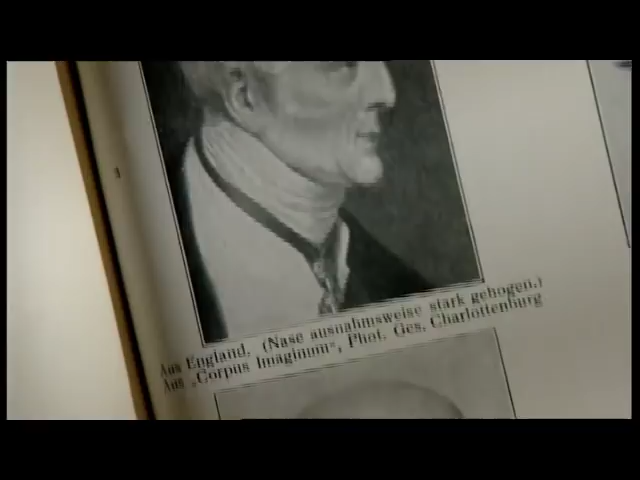 Aus England. (Nase ausnahmsweise stark gebogen.)
Aus „Corpus Imaginum“, Phot. Ges. Charlottenburg